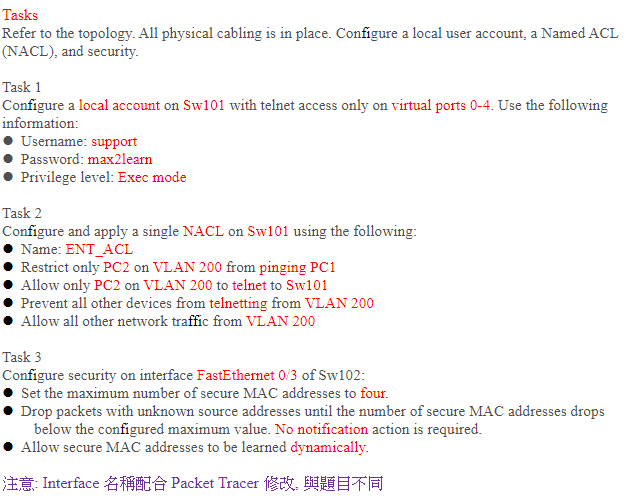 Tasks
Refer to the topology. All physical cabling is in place. Configure a local user account, a Named ACL
(NACL), and security.
Task 1
Configure a local account on Sw101 with telnet access only on virtual ports 0-4. Use the following
information:
● Username: support
● Password: max2learn
● Privilege level: Exec mode
Task 2
Configure and apply a single NACL on Sw101 using the following:
● Name: ENT_ACL
● Restrict only PC2 on VLAN 200 from pinging PC1
● Allow only PC2 on VLAN 200 to telnet to Sw101
● Prevent all other devices from telnetting from VLAN 200
● Allow all other network traffic from VLAN 200
Task 3
Configure security on interface FastEthernet 0/3 of Sw102:
● Set the maximum number of secure MAC addresses to four.
● Drop packets with unknown source addresses until the number of secure MAC addresses drops
below the configured maximum value. No notification action is required.
● Allow secure MAC addresses to be learned dynamically.
注意: Interface 名稱配合 Packet Tracer 修改, 與題目不同